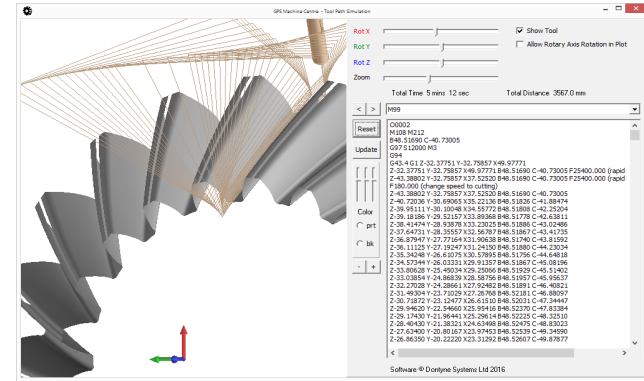 GPS Machine Centre - Tool Path Simulation
Rot X
Rot Y
Rot Z
Zoom
Show Tool
Allow Rotary Axis Rotation in Plot
Total Time 5 mins 12 sec Total Distance 3567.0 mm
< > M99
Reset
Update
Color
prt
bk
- +
O0002
M108 M212
B48.51690 C-40.73005
G97 S12000 M3
G94
G43.4 G1 Z-32.37751 Y-32.75857 X49.97771
Z-32.37751 Y-32.75857 X49.97771 B48.51690 C-40.73005 F25400.000 (rapid
Z-43.38802 Y-32.75857 X37.52520 B48.51690 C-40.73005 F25400.000 (rapid
F180.000 (change speed to cutting)
Z-43.38802 Y-32.75857 X37.52520 B48.51690 C-40.73005
Z-40.72036 Y-30.69065 X35.22136 B48.51826 C-41.88474
Z-39.95111 Y-30.10048 X34.55772 B48.51808 C-42.25204
Z-39.18186 Y-29.52157 X33.89368 B48.51778 C-42.63811
Z-38.41474 Y-28.93878 X33.23025 B48.51886 C-43.02486
Z-37.64731 Y-28.35557 X32.56787 B48.51867 C-43.41735
Z-36.87947 Y-27.77164 X31.90638 B48.51740 C-43.81592
Z-36.11125 Y-27.19247 X31.24150 B48.51880 C-44.23034
Z-35.34248 Y-26.61075 X30.57895 B48.51756 C-44.64818
Z-34.57344 Y-26.03331 X29.91357 B48.51867 C-45.08196
Z-33.80628 Y-25.45034 X29.25066 B48.51929 C-45.51402
Z-33.03854 Y-24.86839 X28.58756 B48.51957 C-45.95637
Z-32.27028 Y-24.28661 X27.92482 B48.51891 C-46.40821
Z-31.49304 Y-23.71029 X27.26768 B48.52181 C-46.88097
Z-30.71872 Y-23.12477 X26.61510 B48.52031 C-47.34447
Z-29.94620 Y-22.54660 X25.95416 B48.52370 C-47.83384
Z-29.17430 Y-21.96441 X25.29614 B48.52225 C-48.32510
Z-28.40430 Y-21.38321 X24.63498 B48.52475 C-48.83023
Z-27.63400 Y-20.80167 X23.97453 B48.52539 C-49.34590
Z-26.86350 Y-20.22220 X23.31292 B48.52607 C-49.87877
Software © Dontyne Systems Ltd 2016